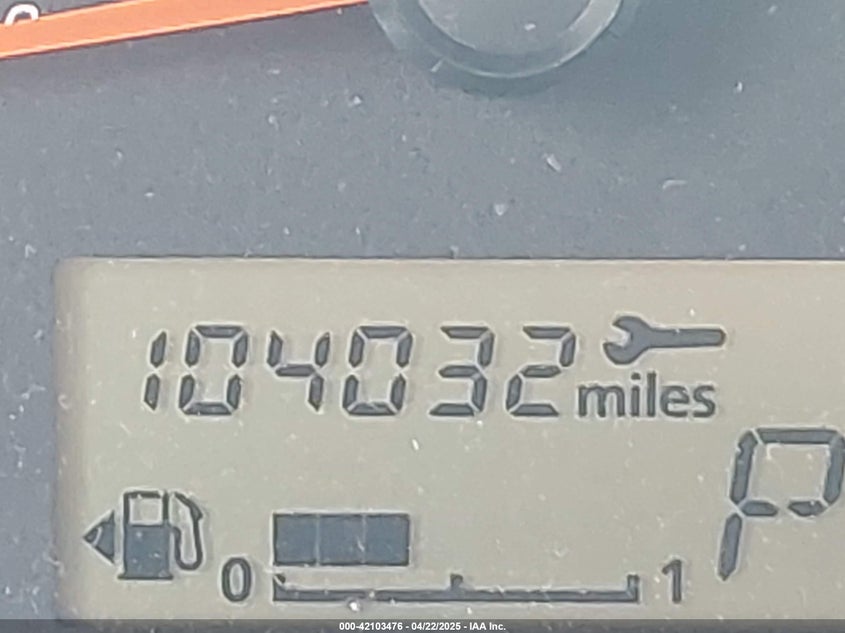 104032 miles
P
0 1
000-42103476 - 04/22/2025 - IAA Inc.